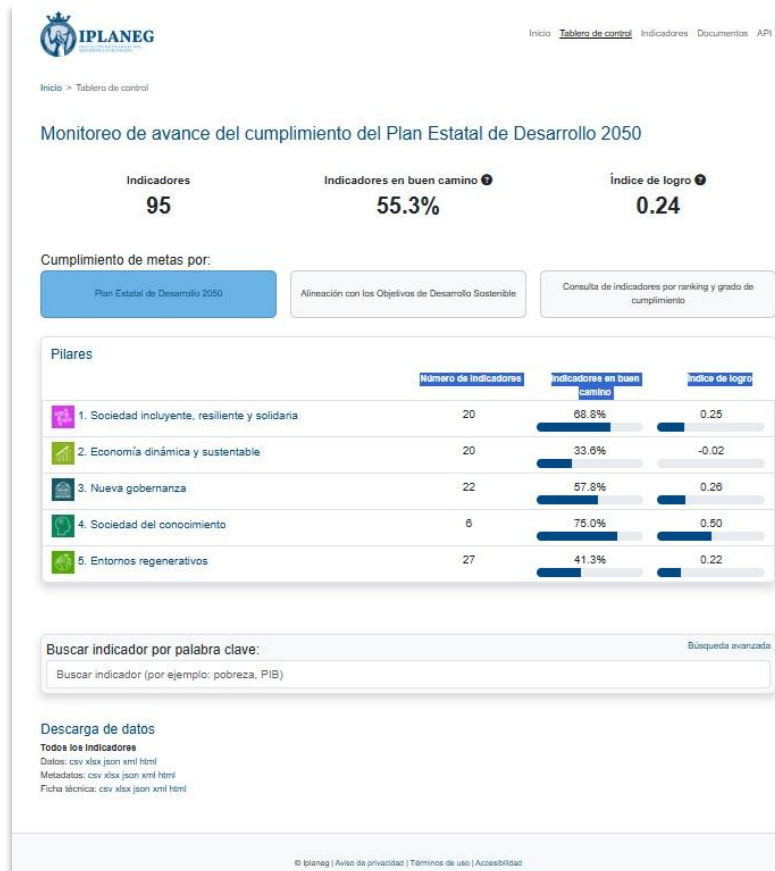 IPLANEG
Inicio Tablero de control Indicadores Documentos API
Inicio > Tablero de control
Monitoreo de avance del cumplimiento del Plan Estatal de Desarrollo 2050
Indicadores Indicadores en buen camino ? Índice de logro ?
95 55.3% 0.24
Cumplimiento de metas por:
Plan Estatal de Desarrollo 2050
Alineación con los Objetivos de Desarrollo Sostenible
Consulta de indicadores por ranking y grado de
cumplimiento
Pilares
Número de indicadores Indicadores en buen Índice de logro
camino
1. Sociedad incluyente, resiliente y solidaria 20 68.8% 0.25
2. Economía dinámica y sustentable 20 33.6% -0.02
3. Nueva gobernanza 22 57.8% 0.26
4. Sociedad del conocimiento 6 75.0% 0.50
5. Entornos regenerativos 27 41.3% 0.22
Buscar indicador por palabra clave: Búsqueda avanzada
Buscar indicador (por ejemplo: pobreza, PIB)
Descarga de datos
Todos los indicadores
Datos: csv xlsx json xml html
Metadatos: csv xlsx json xml html
Ficha técnica: csv xlsx json xml html
© Iplaneg | Aviso de privacidad | Términos de uso | Accesibilidad